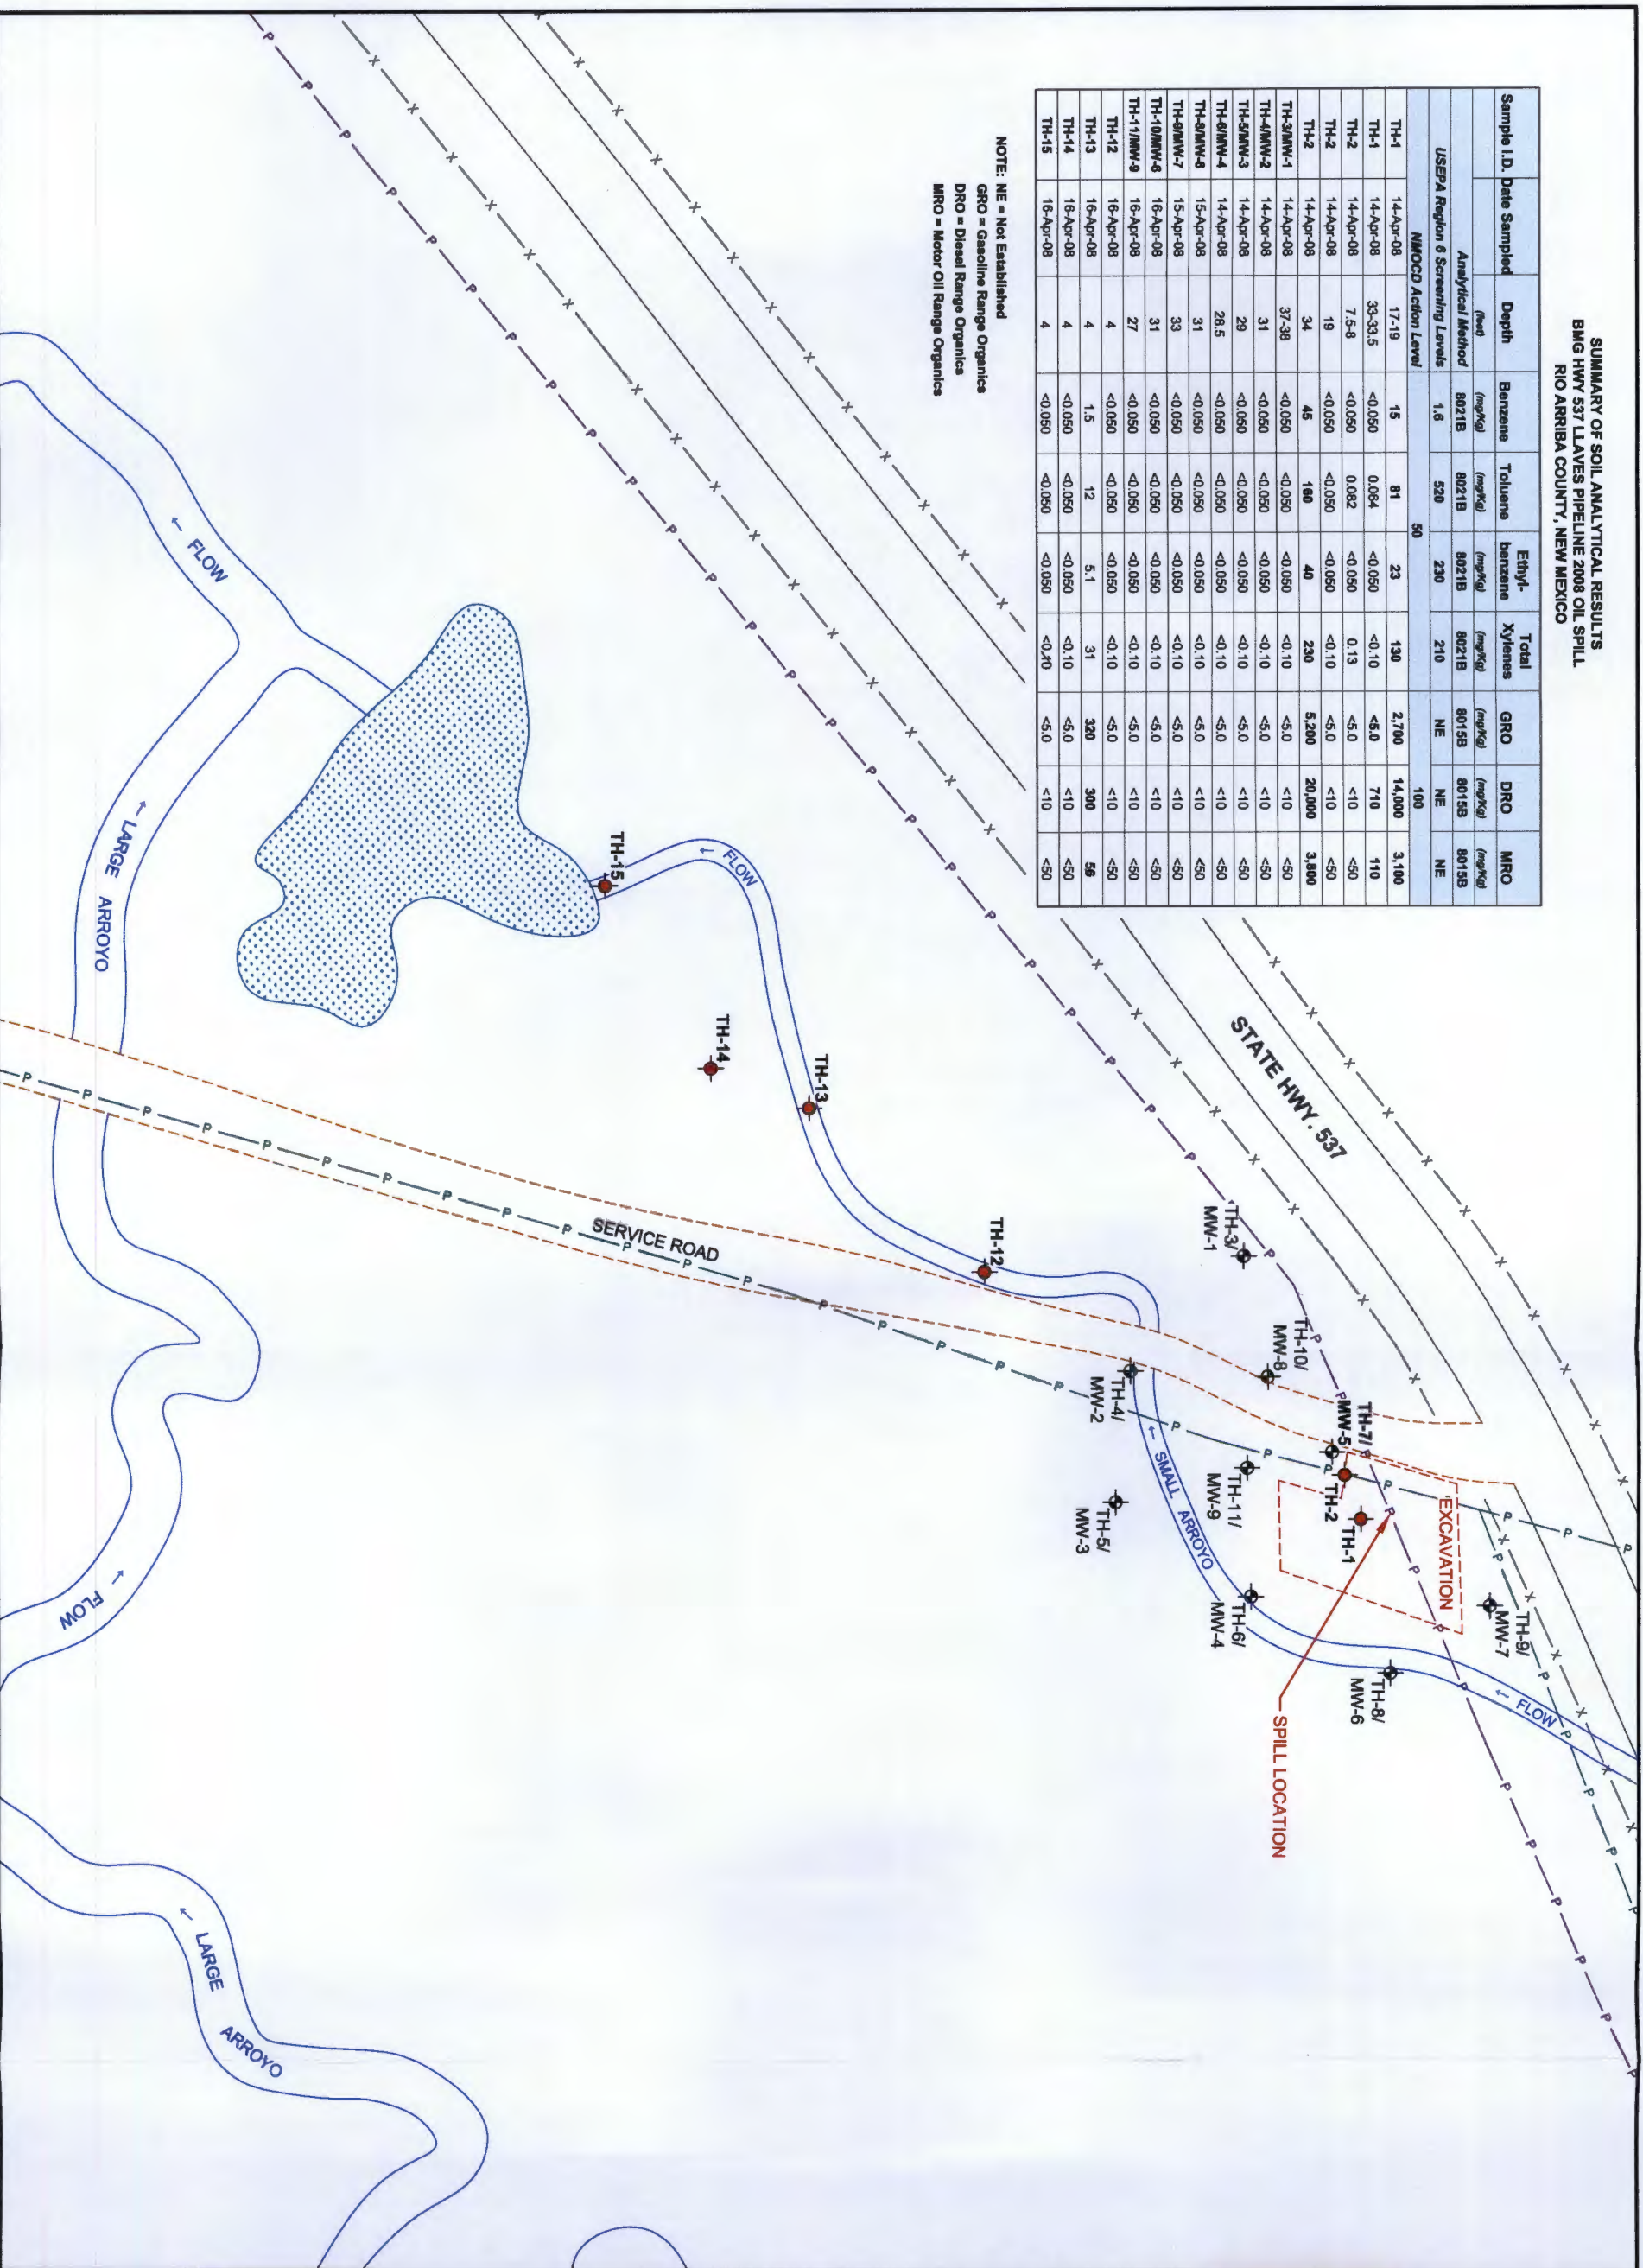 SUMMARY OF SOIL ANALYTICAL RESULTS
BMG HWY 537 LLAVES PIPELINE 2008 OIL SPILL
RIO ARRIBA COUNTY, NEW MEXICO
Sample I.D. Date Sampled Depth Benzene Toluene Ethyl-benzene Total Xylenes GRO DRO MRO
(feet) (mg/Kg) (mg/Kg) (mg/Kg) (mg/Kg) (mg/Kg) (mg/Kg) (mg/Kg)
Analytical Method 8021B 8021B 8021B 8021B 8015B 8015B 8015B
USEPA Region 6 Screening Levels 1.6 520 230 210 NE NE NE
NMOCD Action Level 50 100
TH-1 14-Apr-08 17-19 15 81 23 130 2,700 14,000 3,100
TH-1 14-Apr-08 33-33.5 <0.050 0.064 <0.050 <0.10 <5.0 710 110
TH-2 14-Apr-08 7.5-8 <0.050 0.082 <0.050 0.13 <5.0 <10 <50
TH-2 14-Apr-08 19 <0.050 <0.050 <0.050 <0.10 <5.0 <10 <50
TH-2 14-Apr-08 34 45 160 40 230 5,200 20,000 3,800
TH-3/MW-1 14-Apr-08 37-38 <0.050 <0.050 <0.050 <0.10 <5.0 <10 <50
TH-4/MW-2 14-Apr-08 31 <0.050 <0.050 <0.050 <0.10 <5.0 <10 <50
TH-5/MW-3 14-Apr-08 29 <0.050 <0.050 <0.050 <0.10 <5.0 <10 <50
TH-6/MW-4 14-Apr-08 28.5 <0.050 <0.050 <0.050 <0.10 <5.0 <10 <50
TH-8/MW-6 15-Apr-08 31 <0.050 <0.050 <0.050 <0.10 <5.0 <10 <50
TH-9/MW-7 15-Apr-08 33 <0.050 <0.050 <0.050 <0.10 <5.0 <10 <50
TH-10/MW-8 16-Apr-08 31 <0.050 <0.050 <0.050 <0.10 <5.0 <10 <50
TH-11/MW-9 16-Apr-08 27 <0.050 <0.050 <0.050 <0.10 <5.0 <10 <50
TH-12 16-Apr-08 4 <0.050 <0.050 <0.050 <0.10 <5.0 <10 <50
TH-13 16-Apr-08 4 1.5 12 5.1 31 320 300 56
TH-14 16-Apr-08 4 <0.050 <0.050 <0.050 <0.10 <5.0 <10 <50
TH-15 16-Apr-08 4 <0.050 <0.050 <0.050 <0.10 <5.0 <10 <50
NOTE: NE = Not Established
GRO = Gasoline Range Organics
DRO = Diesel Range Organics
MRO = Motor Oil Range Organics
STATE HWY. 537
EXCAVATION
TH-9/
MW-7
FLOW
TH-7/
MW-5
TH-1
TH-2
TH-8/
MW-6
TH-10/
MW-8
SPILL LOCATION
TH-3/
MW-1
TH-11/
MW-9
TH-6/
MW-4
SMALL ARROYO
TH-4/
MW-2
TH-5/
MW-3
TH-12
TH-13
FLOW
TH-14
SERVICE ROAD
TH-15
FLOW
LARGE ARROYO
LARGE ARROYO
FLOW